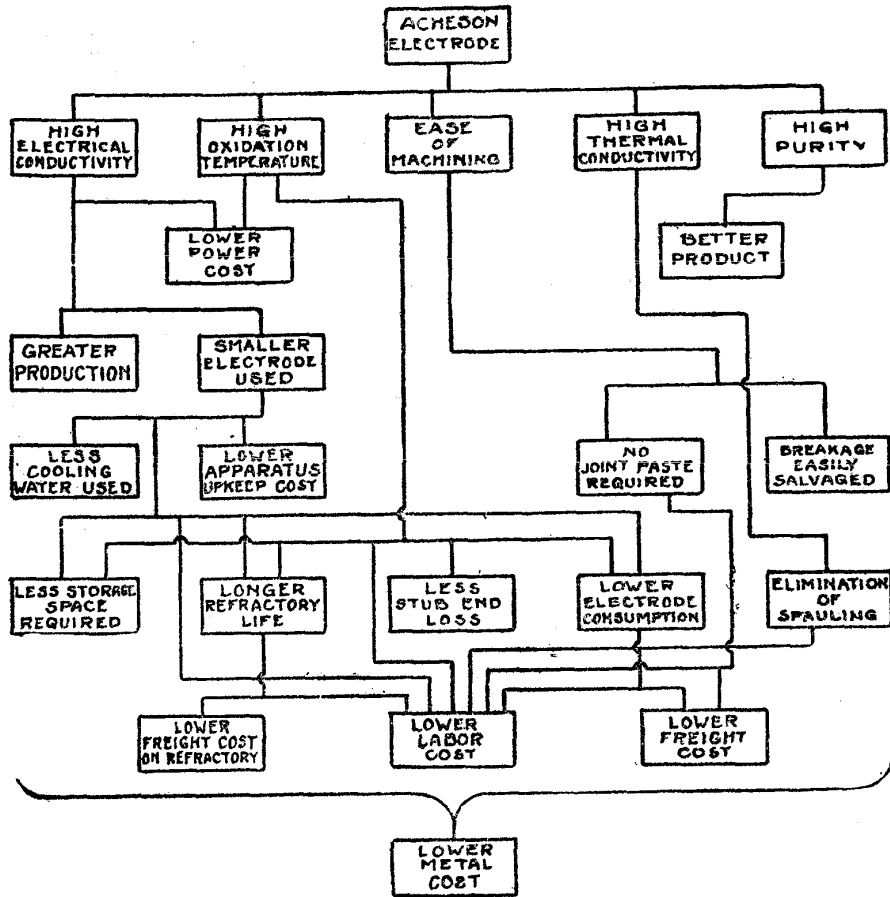 ACHESON
ELECTRODE
HIGH
ELECTRICAL
CONDUCTIVITY
HIGH
OXIDATION
TEMPERATURE
EASE
OF
MACHINING
HIGH
THERMAL
CONDUCTIVITY
HIGH
PURITY
LOWER
POWER
COST
BETTER
PRODUCT
GREATER
PRODUCTION
SMALLER
ELECTRODE
USED
LESS
COOLING
WATER USED
LOWER
APPARATUS
UPKEEP COST
NO
JOINT PASTE
REQUIRED
BREAKAGE
EASILY
SALVAGED
LESS STORAGE
SPACE
REQUIRED
LONGER
REFRACTORY
LIFE
LESS
STUB END
LOSS
LOWER
ELECTRODE
CONSUMPTION
ELIMINATION
OF
SPAULING
LOWER
FREIGHT COST
ON REFRACTORY
LOWER
LABOR
COST
LOWER
FREIGHT
COST
LOWER
METAL
COST